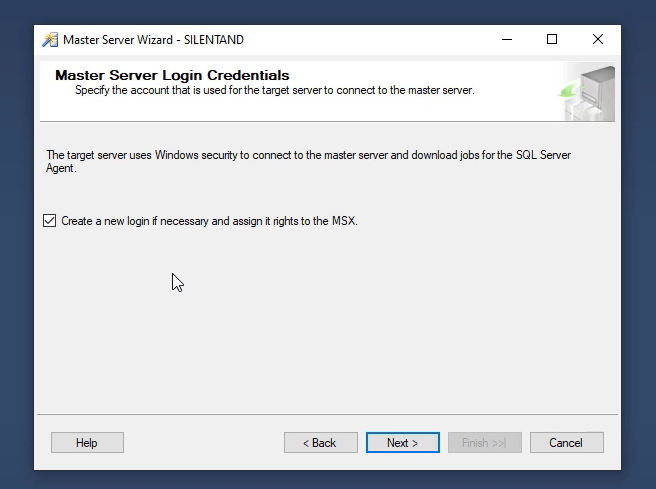 Master Server Wizard - SILENTAND
Master Server Login Credentials
Specify the account that is used for the target server to connect to the master server.
The target server uses Windows security to connect to the master server and download jobs for the SQL Server
Agent.
Create a new login if necessary and assign it rights to the MSX.
Help
< Back
Next >
Finish >>|
Cancel